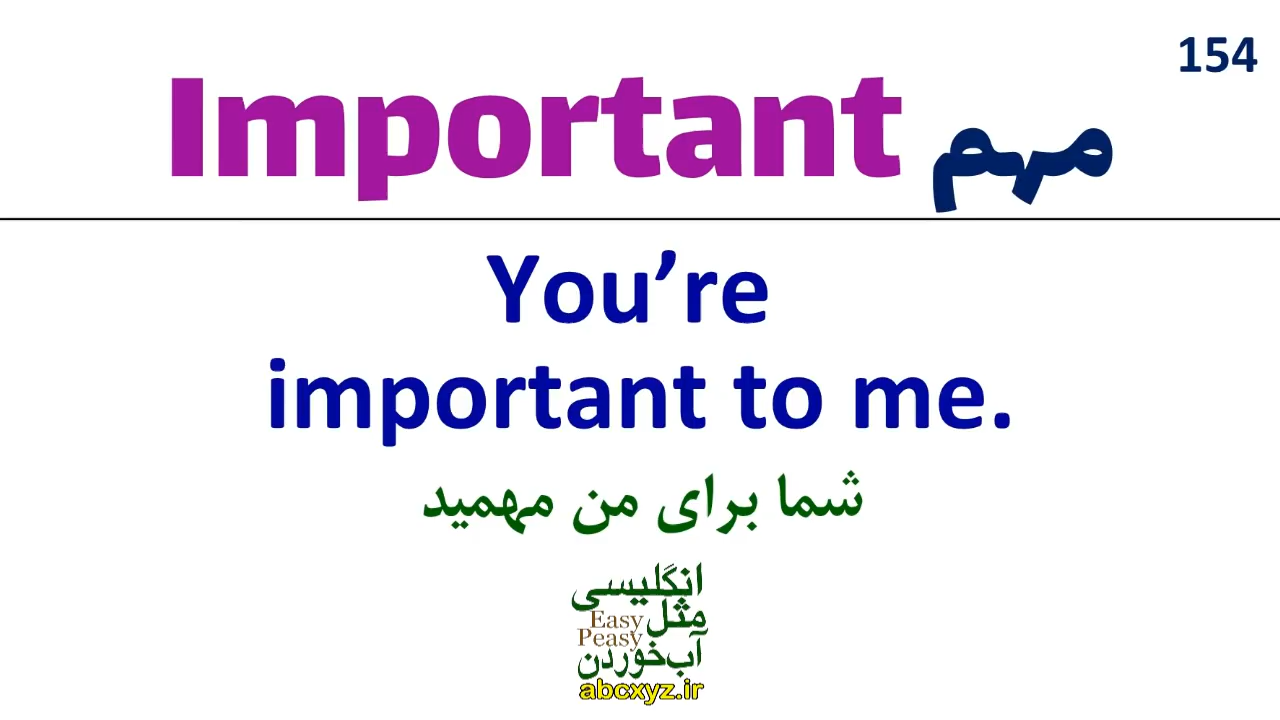 154
Important مهم
You’re
important to me.
شما برای من مهمید
انگلیسی
مثل
Easy
Peasy
آب‌خوردن
abcxyz.ir